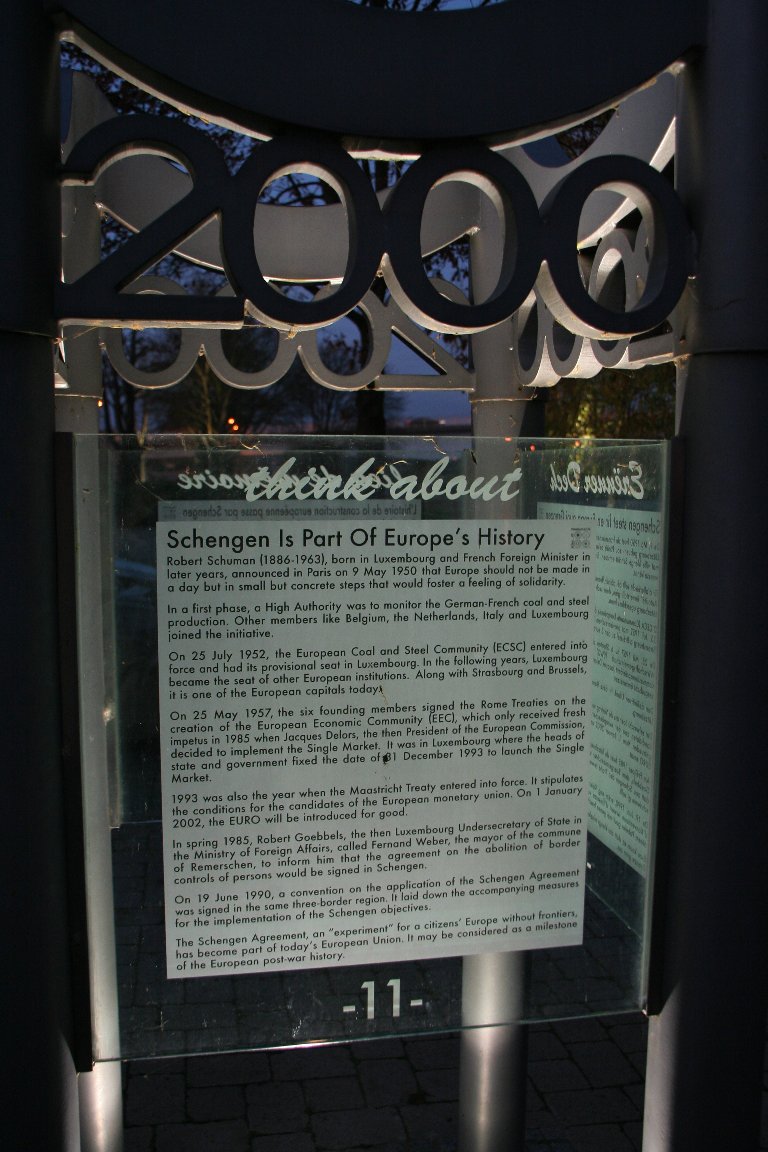 2000
think about
Schengen Is Part Of Europe's History
Robert Schuman (1886-1963), born in Luxembourg and French Foreign Minister in
later years, announced in Paris on 9 May 1950 that Europe should not be made in
a day but in small but concrete steps that would foster a feeling of solidarity.
In a first phase, a High Authority was to monitor the German-French coal and steel
production. Other members like Belgium, the Netherlands, Italy and Luxembourg
joined the initiative.
On 25 July 1952, the European Coal and Steel Community (ECSC) entered into
force and had its provisional seat in Luxembourg. In the following years, Luxembourg
became the seat of other European institutions. Along with Strasbourg and Brussels,
it is one of the European capitals today.
On 25 May 1957, the six founding members signed the Rome Treaties on the
creation of the European Economic Community (EEC), which only received fresh
impetus in 1985 when Jacques Delors, the then President of the European Commission,
decided to implement the Single Market. It was in Luxembourg where the heads of
state and government fixed the date of 31 December 1993 to launch the Single
Market.
1993 was also the year when the Maastricht Treaty entered into force. It stipulates
the conditions for the candidates of the European monetary union. On 1 January
2002, the EURO will be introduced for good.
In spring 1985, Robert Goebbels, the then Luxembourg Undersecretary of State in
the Ministry of Foreign Affairs, called Fernand Weber, the mayor of the commune
of Remerschen, to inform him that the agreement on the abolition of border
controls of persons would be signed in Schengen.
On 19 June 1990, a convention on the application of the Schengen Agreement
was signed in the same three-border region. It laid down the accompanying measures
for the implementation of the Schengen objectives.
The Schengen Agreement, an "experiment" for a citizens' Europe without frontiers,
has become part of today's European Union. It may be considered as a milestone
of the European post-war history.
-11-
L'histoire de la construction européenne passe par Schengen
Erënner Dech